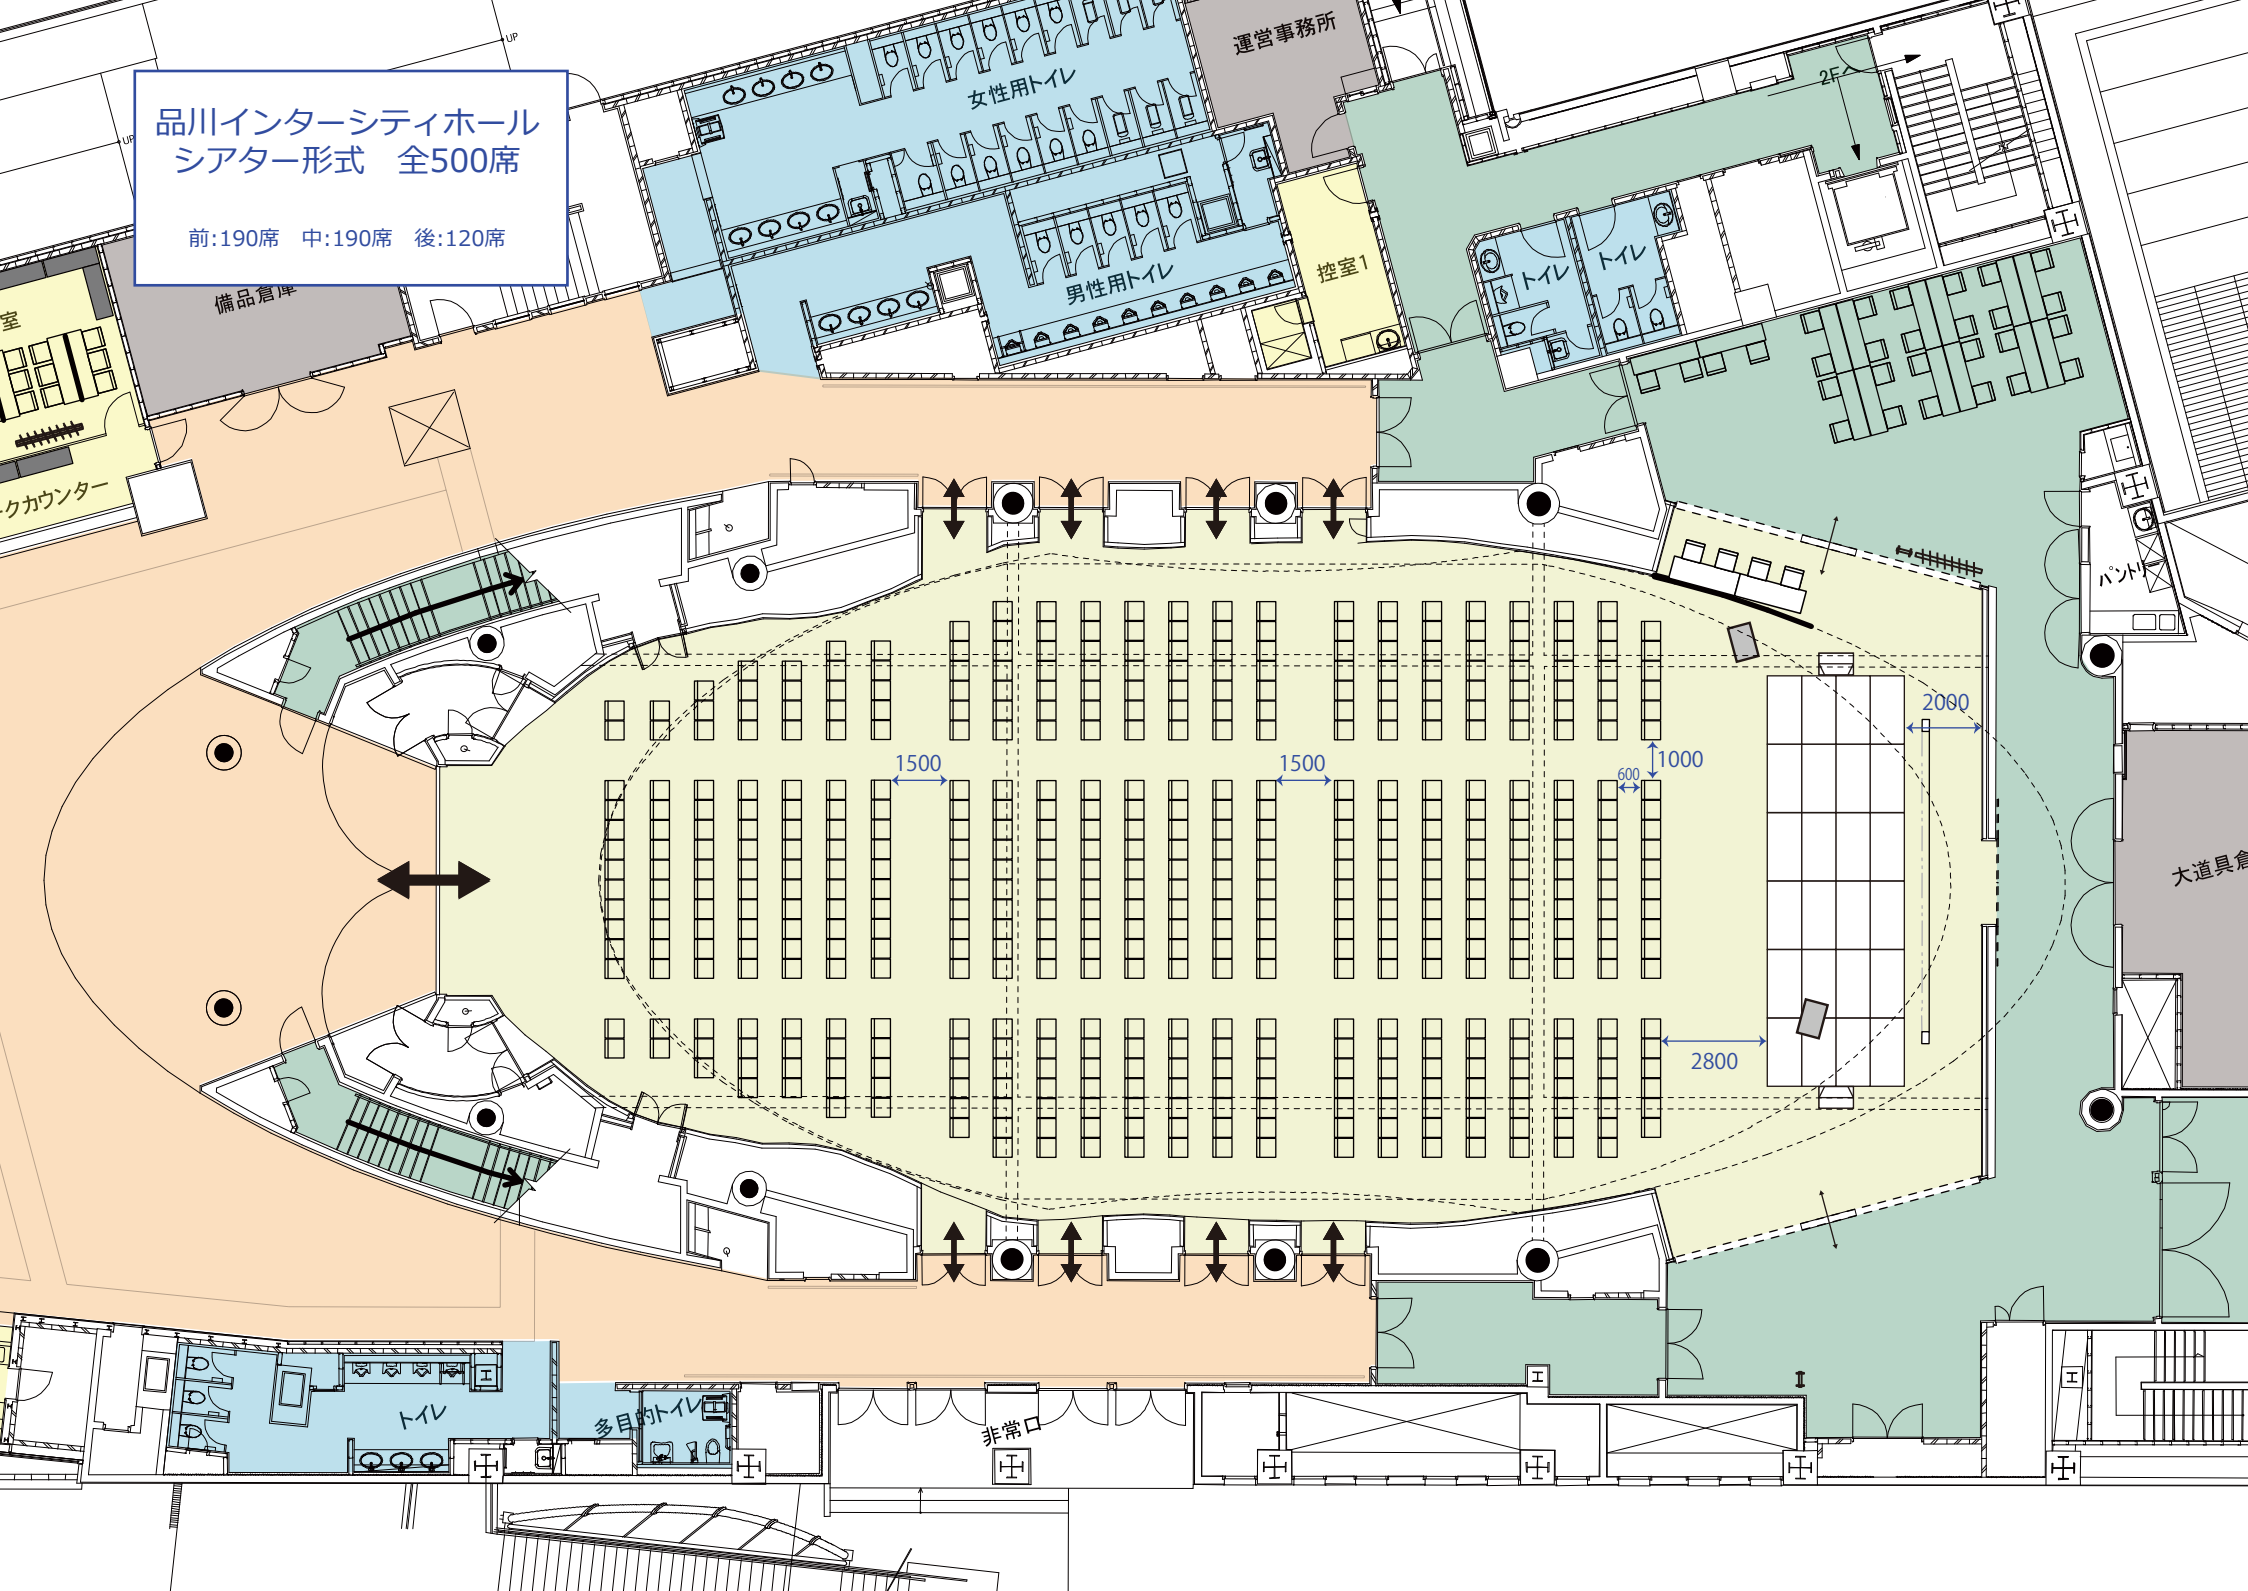 UP
UP
品川インターシティホール
シアター形式　全500席
前:190席　中:190席　後:120席
運営事務所
女性用トイレ
2F
備品倉庫
男性用トイレ
控室1
トイレ
トイレ
室
クカウンター
パントリ
2000
1500
1500
600
1000
大道具倉
2800
トイレ
多目的トイレ
非常口